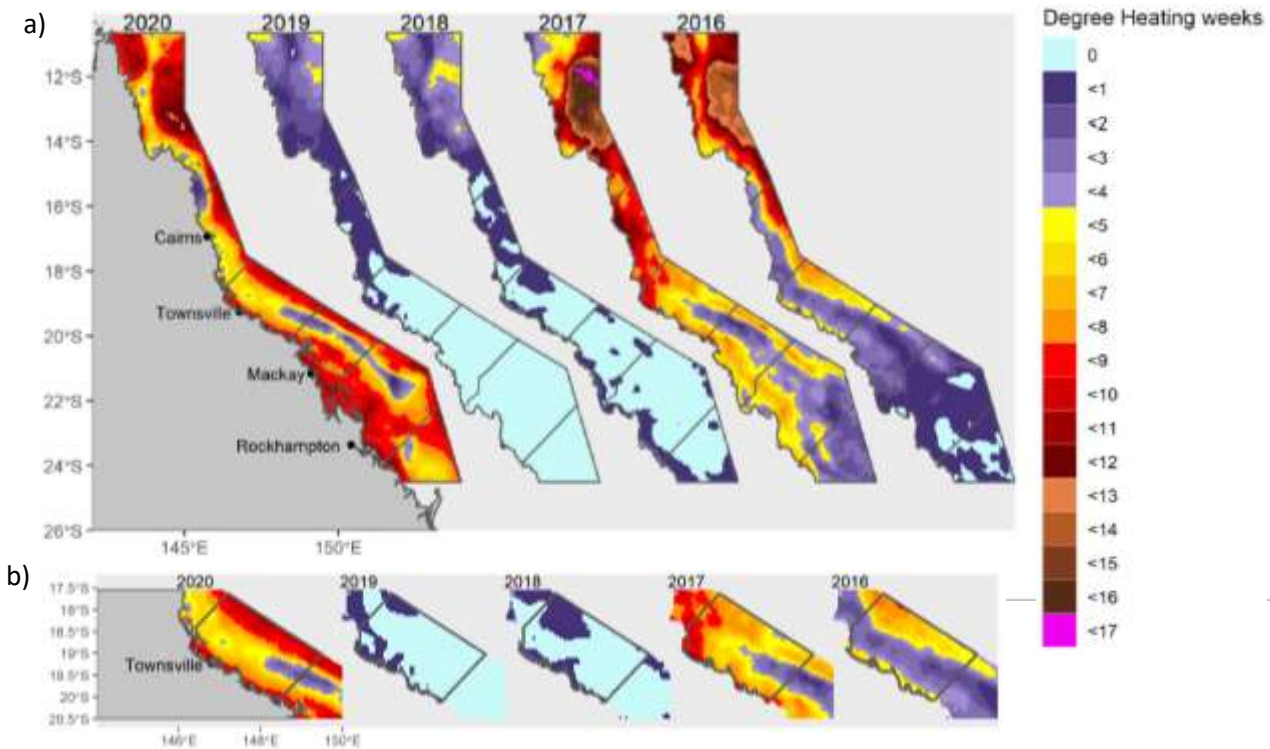 a)
2020 2019 2018 2017 2016
12°S
14°S
16°S
Cairns
18°S
Townsville
20°S
Mackay
22°S
Rockhampton
24°S
26°S
145°E 150°E
Degree Heating weeks
0
<1
<2
<3
<4
<5
<6
<7
<8
<9
<10
<11
<12
<13
<14
<15
<16
<17
b)
2020 2019 2018 2017 2016
17.5°S
18°S
18.5°S
19°S
Townsville
19.5°S
20°S
20.5°S
146°E 148°E 150°E